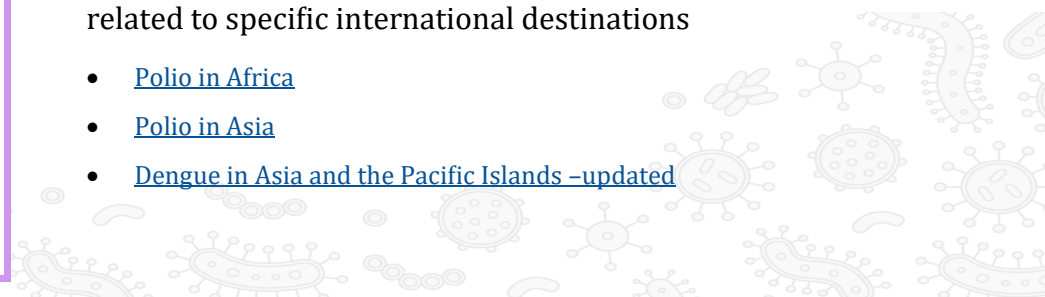 related to specific international destinations
• Polio in Africa
• Polio in Asia
• Dengue in Asia and the Pacific Islands –updated